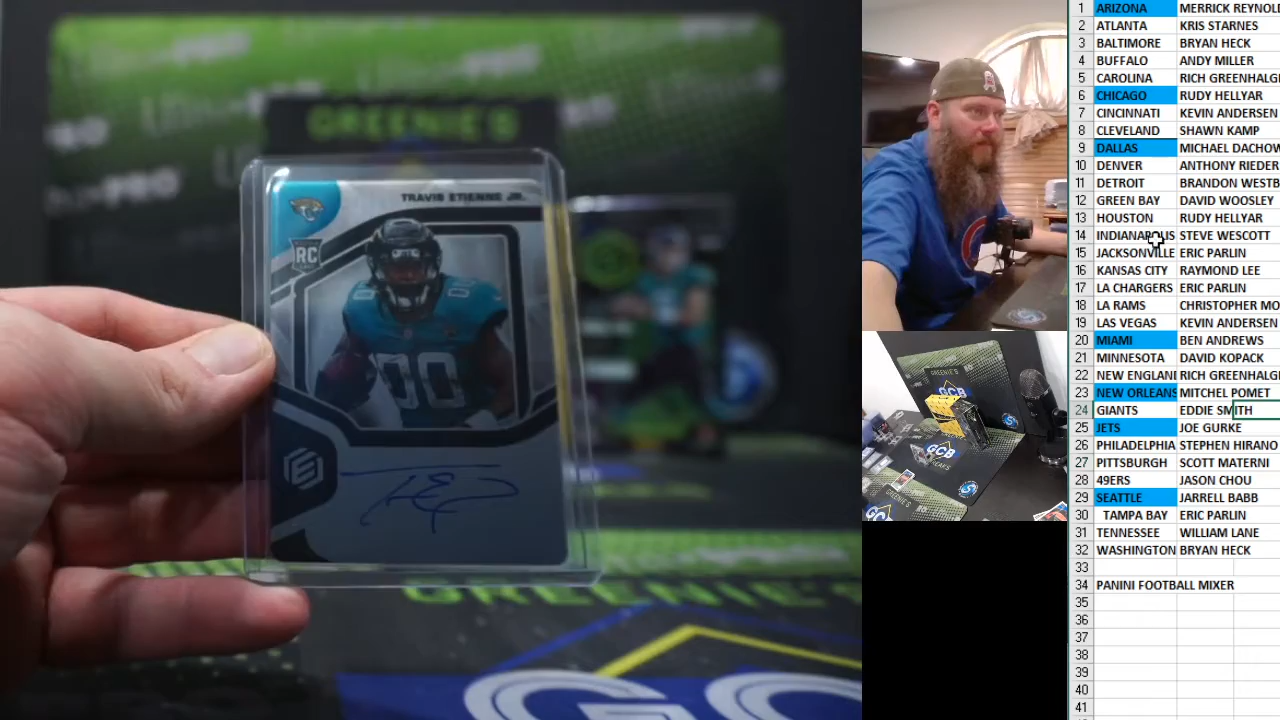 GREENIE'S
TRAVIS ETIENNE JR.
RC
00
GREENIE'S
GCB
1 ARIZONA MERRICK REYNOL
2 ATLANTA KRIS STARNES
3 BALTIMORE BRYAN HECK
4 BUFFALO ANDY MILLER
5 CAROLINA RICH GREENHALG
6 CHICAGO RUDY HELLYAR
7 CINCINNATI KEVIN ANDERSEN
8 CLEVELAND SHAWN KAMP
9 DALLAS MICHAEL DACHOW
10 DENVER ANTHONY RIEDER
11 DETROIT BRANDON WESTB
12 GREEN BAY DAVID WOOSLEY
13 HOUSTON RUDY HELLYAR
14 INDIANAPOLIS STEVE WESCOTT
15 JACKSONVILLE ERIC PARLIN
16 KANSAS CITY RAYMOND LEE
17 LA CHARGERS ERIC PARLIN
18 LA RAMS CHRISTOPHER MO
19 LAS VEGAS KEVIN ANDERSEN
20 MIAMI BEN ANDREWS
21 MINNESOTA DAVID KOPACK
22 NEW ENGLANI RICH GREENHALG
23 NEW ORLEANS MITCHEL POMET
24 GIANTS EDDIE SMITH
25 JETS JOE GURKE
26 PHILADELPHIA STEPHEN HIRANO
27 PITTSBURGH SCOTT MATERNI
28 49ERS JASON CHOU
29 SEATTLE JARRELL BABB
30 TAMPA BAY ERIC PARLIN
31 TENNESSEE WILLIAM LANE
32 WASHINGTON BRYAN HECK
33
34 PANINI FOOTBALL MIXER
35
36
37
38
39
40
41